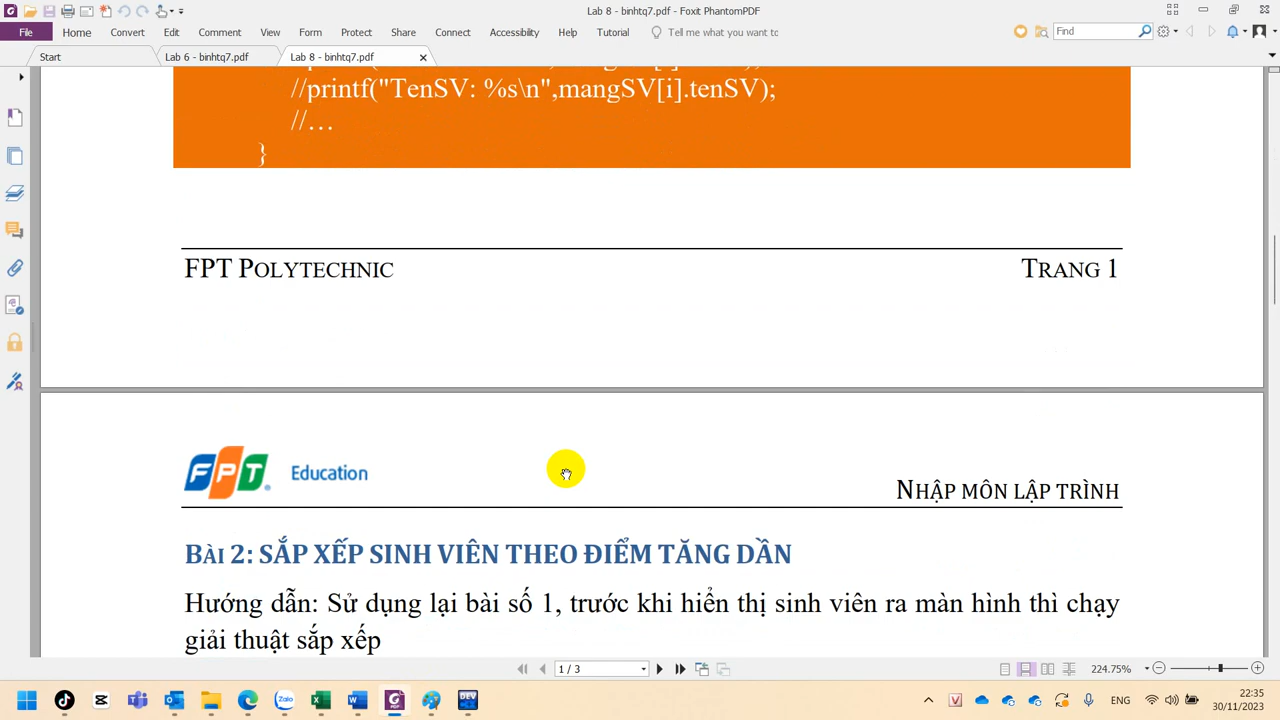 Lab 8 - binhtq7.pdf - Foxit PhantomPDF
File Home Convert Edit Comment View Form Protect Share Connect Accessibility Help Tutorial Tell me what you want to Find
Start Lab 6 - binhtq7.pdf Lab 8 - binhtq7.pdf
//printf("TenSV: %s\n",mangSV[i].tenSV);
//…
}
FPT POLYTECHNIC TRANG 1
FPT Education
NHẬP MÔN LẬP TRÌNH
BÀI 2: SẮP XẾP SINH VIÊN THEO ĐIỂM TĂNG DẦN
Hướng dẫn: Sử dụng lại bài số 1, trước khi hiển thị sinh viên ra màn hình thì chạy
giải thuật sắp xếp
1 / 3 224.75%
Zalo DEV ENG 22:35
30/11/2023